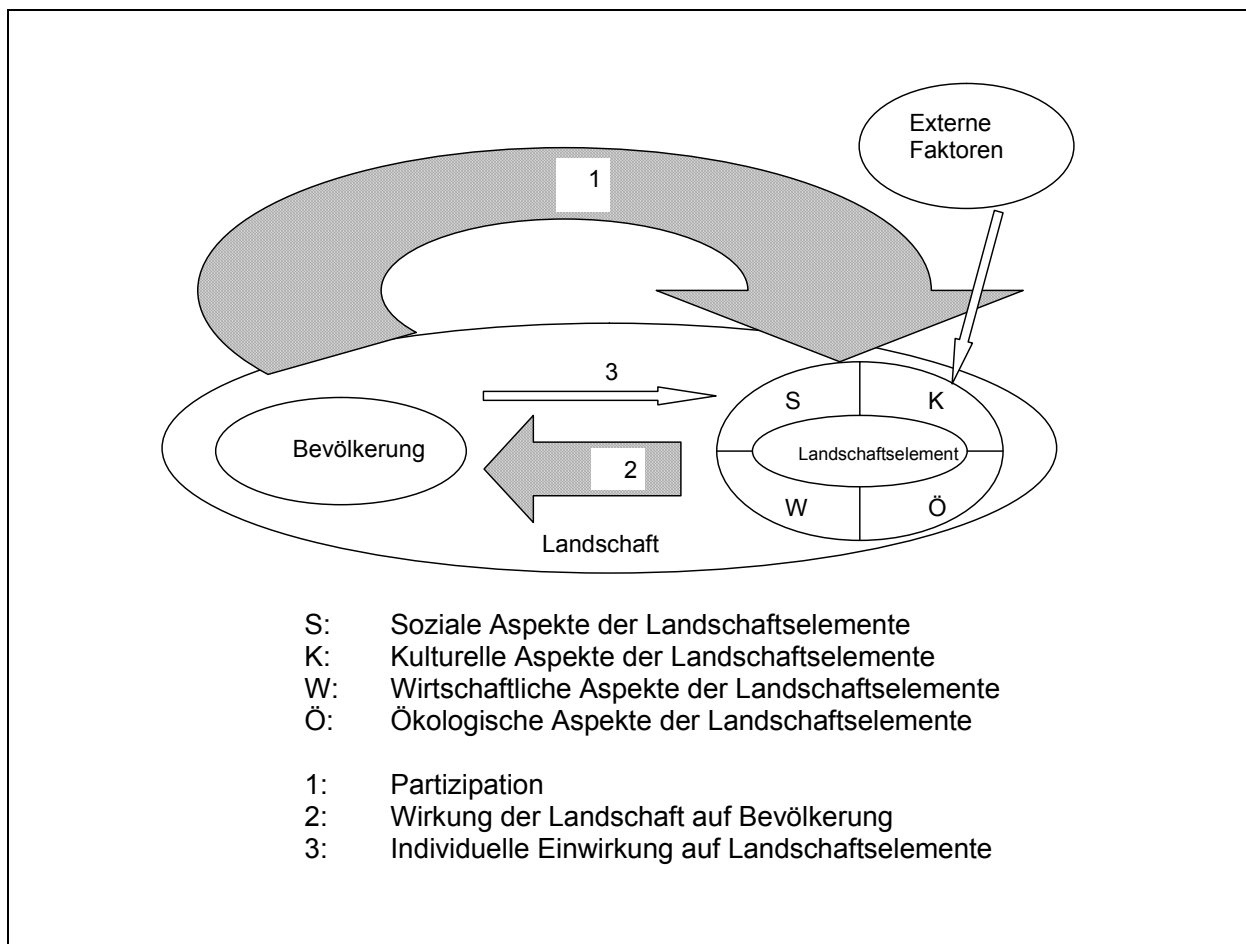 Externe
Faktoren
1
3
S
K
Bevölkerung
Landschaftselement
2
W
Ö
Landschaft
S: Soziale Aspekte der Landschaftselemente
K: Kulturelle Aspekte der Landschaftselemente
W: Wirtschaftliche Aspekte der Landschaftselemente
Ö: Ökologische Aspekte der Landschaftselemente
1: Partizipation
2: Wirkung der Landschaft auf Bevölkerung
3: Individuelle Einwirkung auf Landschaftselemente